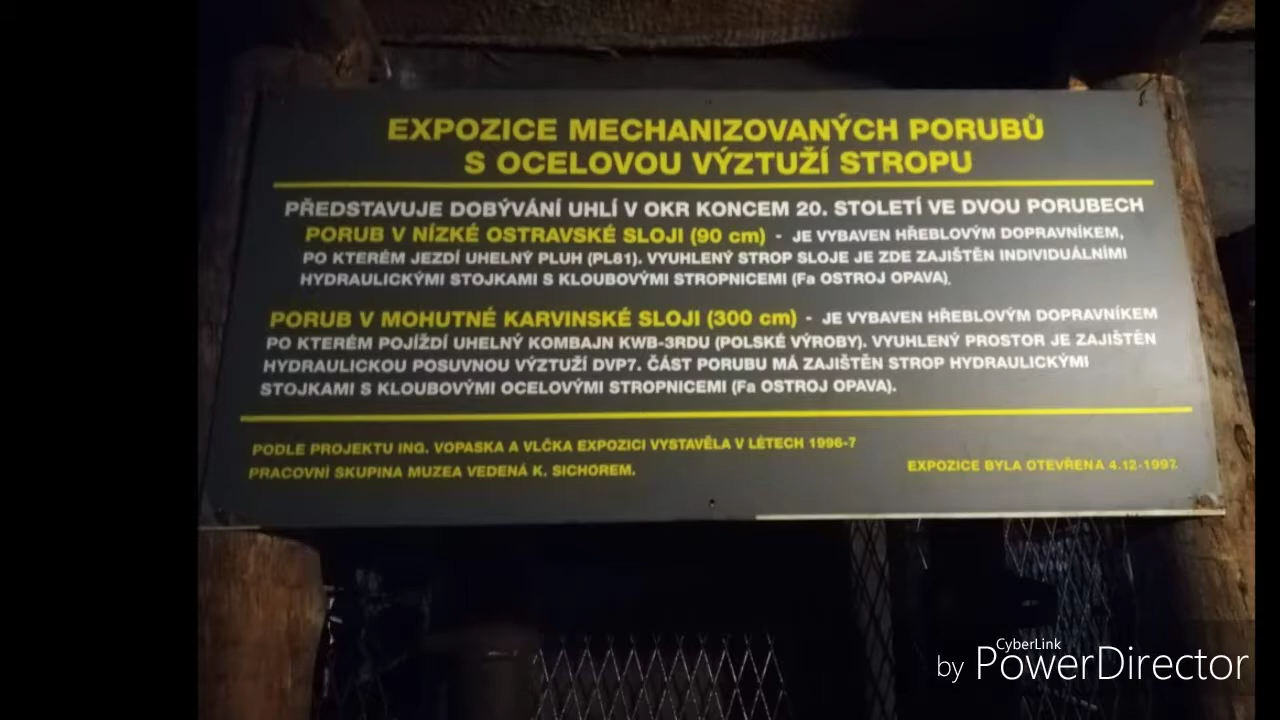 EXPOZICE MECHANIZOVANÝCH PORUBŮ
S OCELOVOU VÝZTUŽÍ STROPU
PŘEDSTAVUJE DOBÝVÁNÍ UHLÍ V OKR KONCEM 20. STOLETÍ VE DVOU PORUBECH
PORUB V NÍZKÉ OSTRAVSKÉ SLOJI (90 cm) - JE VYBAVEN HŘEBLOVÝM DOPRAVNÍKEM,
PO KTERÉM JEZDÍ UHELNÝ PLUH (PL81). VYUHLENÝ STROP SLOJE JE ZDE ZAJIŠTĚN INDIVIDUÁLNÍMI
HYDRAULICKÝMI STOJKAMI S KLOUBOVÝMI STROPNICEMI (Fa OSTROJ OPAVA),
PORUB V MOHUTNÉ KARVINSKÉ SLOJI (300 cm) - JE VYBAVEN HŘEBLOVÝM DOPRAVNÍKEM
PO KTERÉM POJÍŽDÍ UHELNÝ KOMBAJN KWB-3RDU (POLSKÉ VÝROBY). VYUHLENÝ PROSTOR JE ZAJIŠTĚN
HYDRAULICKOU POSUVNOU VÝZTUŽÍ DVP7. ČÁST PORUBU MÁ ZAJIŠTĚN STROP HYDRAULICKÝMI
STOJKAMI S KLOUBOVÝMI OCELOVÝMI STROPNICEMI (Fa OSTROJ OPAVA).
PODLE PROJEKTU ING. VOPASKA A VLČKA EXPOZICI VYSTAVĚLA V LÉTECH 1996-7
PRACOVNÍ SKUPINA MUZEA VEDENÁ K. SICHOREM.
EXPOZICE BYLA OTEVŘENA 4.12-1997.
by CyberLink PowerDirector